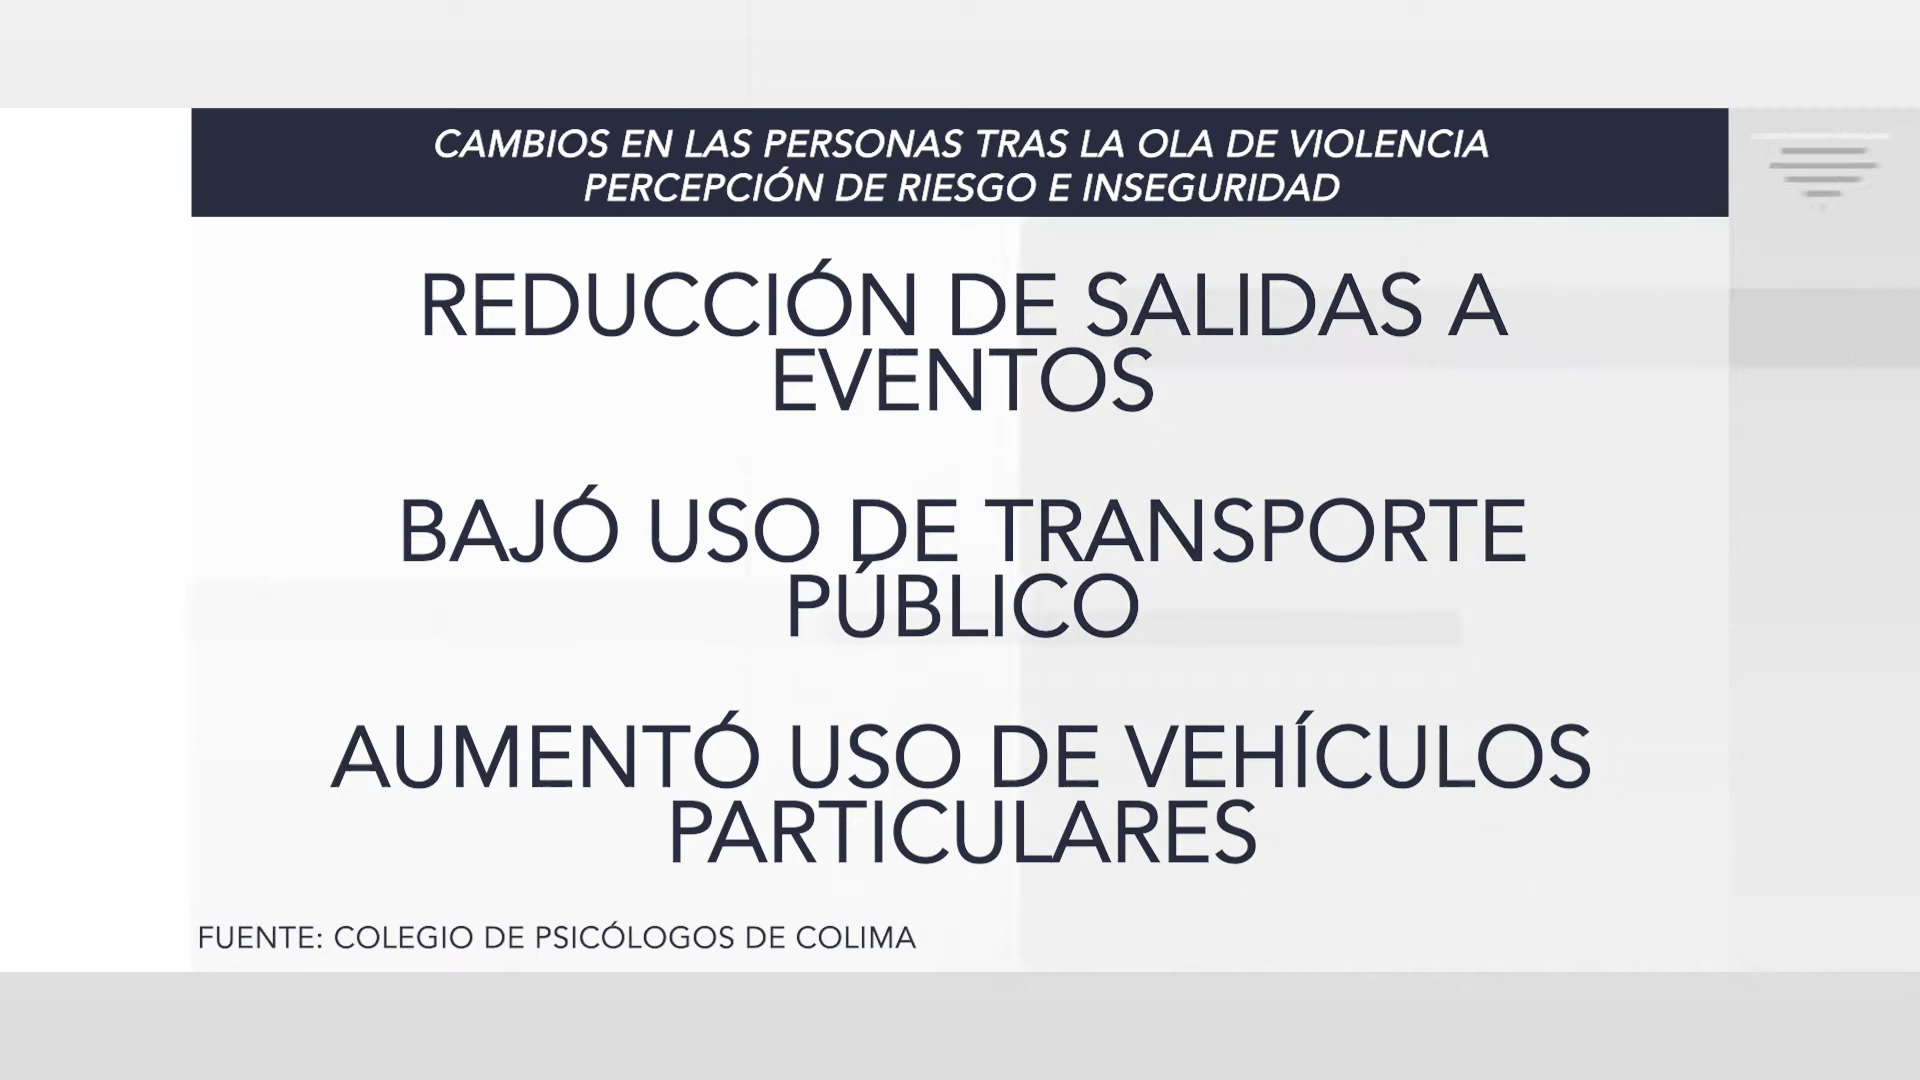 CAMBIOS EN LAS PERSONAS TRAS LA OLA DE VIOLENCIA
PERCEPCIÓN DE RIESGO E INSEGURIDAD
REDUCCIÓN DE SALIDAS A
EVENTOS
BAJÓ USO DE TRANSPORTE
PÚBLICO
AUMENTÓ USO DE VEHÍCULOS
PARTICULARES
FUENTE: COLEGIO DE PSICÓLOGOS DE COLIMA